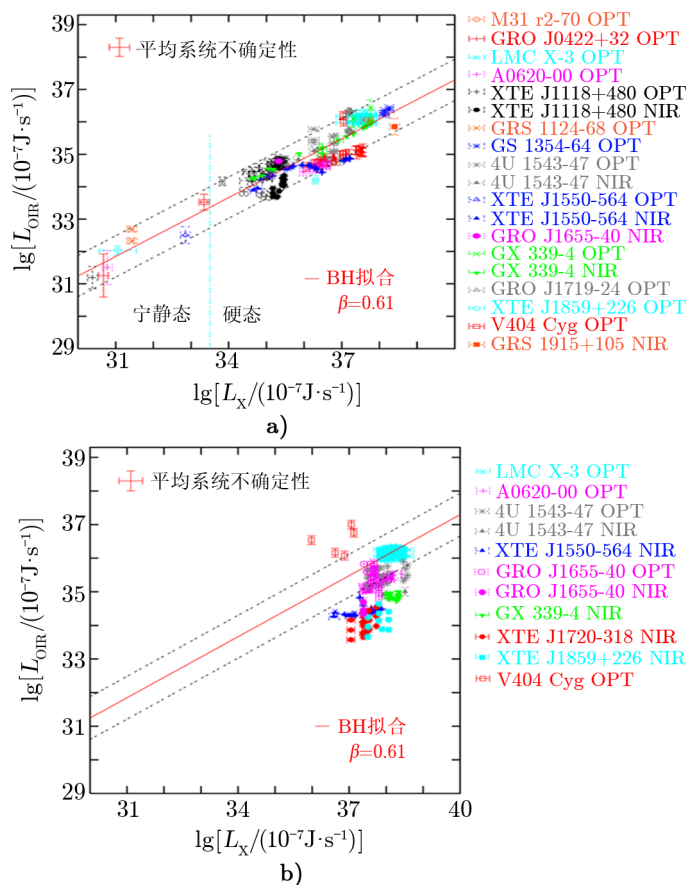 39
37
35
33
31
29
lg[L_OIR/(10⁻⁷J·s⁻¹)]
平均系统不确定性
宁静态 硬态
BH拟合
β=0.61
31 34 37
lg[L_X/(10⁻⁷J·s⁻¹)]
a)
M31 r2-70 OPT
GRO J0422+32 OPT
LMC X-3 OPT
A0620-00 OPT
XTE J1118+480 OPT
XTE J1118+480 NIR
GRS 1124-68 OPT
GS 1354-64 OPT
4U 1543-47 OPT
4U 1543-47 NIR
XTE J1550-564 OPT
XTE J1550-564 NIR
GRO J1655-40 NIR
GX 339-4 OPT
GX 339-4 NIR
GRO J1719-24 OPT
XTE J1859+226 OPT
V404 Cyg OPT
GRS 1915+105 NIR
39
37
35
33
31
29
lg[L_OIR/(10⁻⁷J·s⁻¹)]
平均系统不确定性
BH拟合
β=0.61
31 34 37 40
lg[L_X/(10⁻⁷J·s⁻¹)]
b)
LMC X-3 OPT
A0620-00 OPT
4U 1543-47 OPT
4U 1543-47 NIR
XTE J1550-564 NIR
GRO J1655-40 OPT
GRO J1655-40 NIR
GX 339-4 NIR
XTE J1720-318 NIR
XTE J1859+226 NIR
V404 Cyg OPT